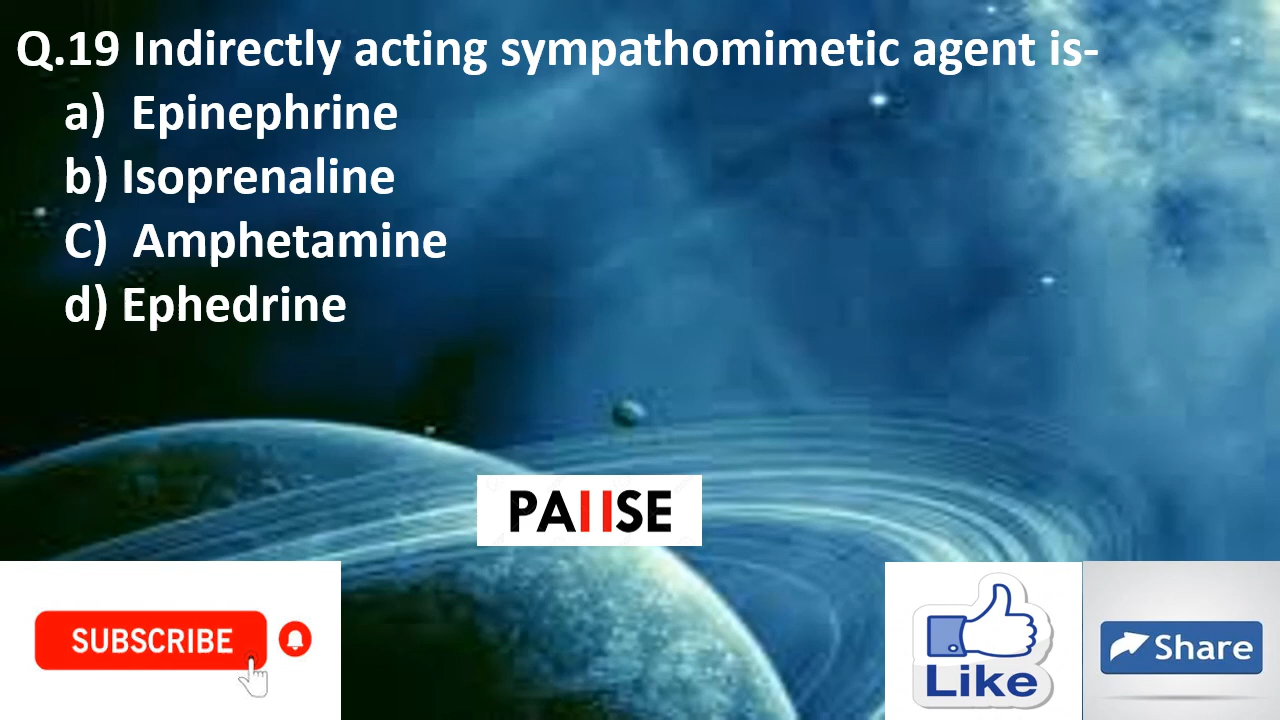 Q.19 Indirectly acting sympathomimetic agent is-
a) Epinephrine
b) Isoprenaline
C) Amphetamine
d) Ephedrine
PAUSE
SUBSCRIBE
Like
Share